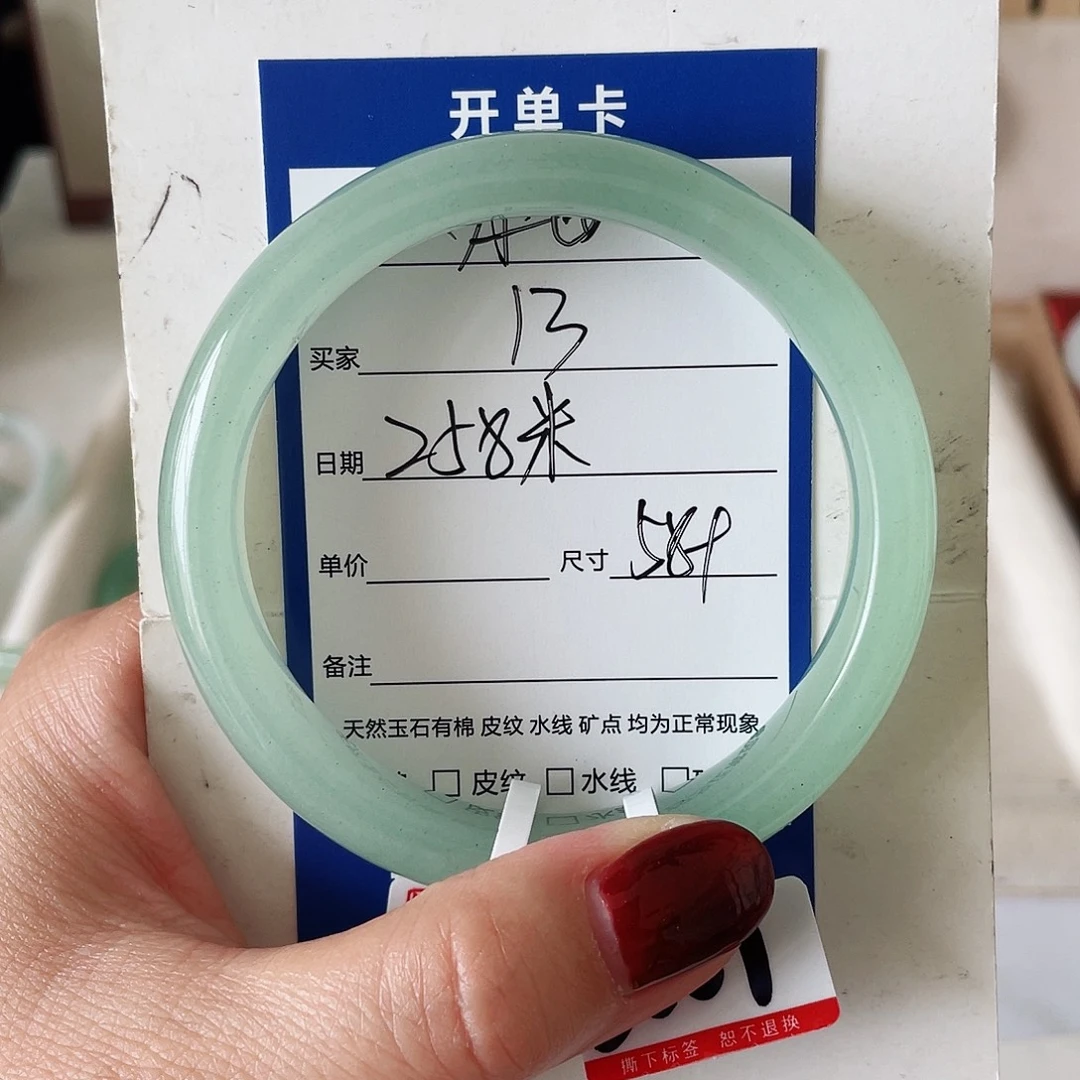 开单卡
买家 13
日期 258米
单价 尺寸 589
备注
天然玉石有棉 皮纹 水线 矿点 均为正常现象
□ 皮纹 □ 水线 □
撕下标签 恕不退换